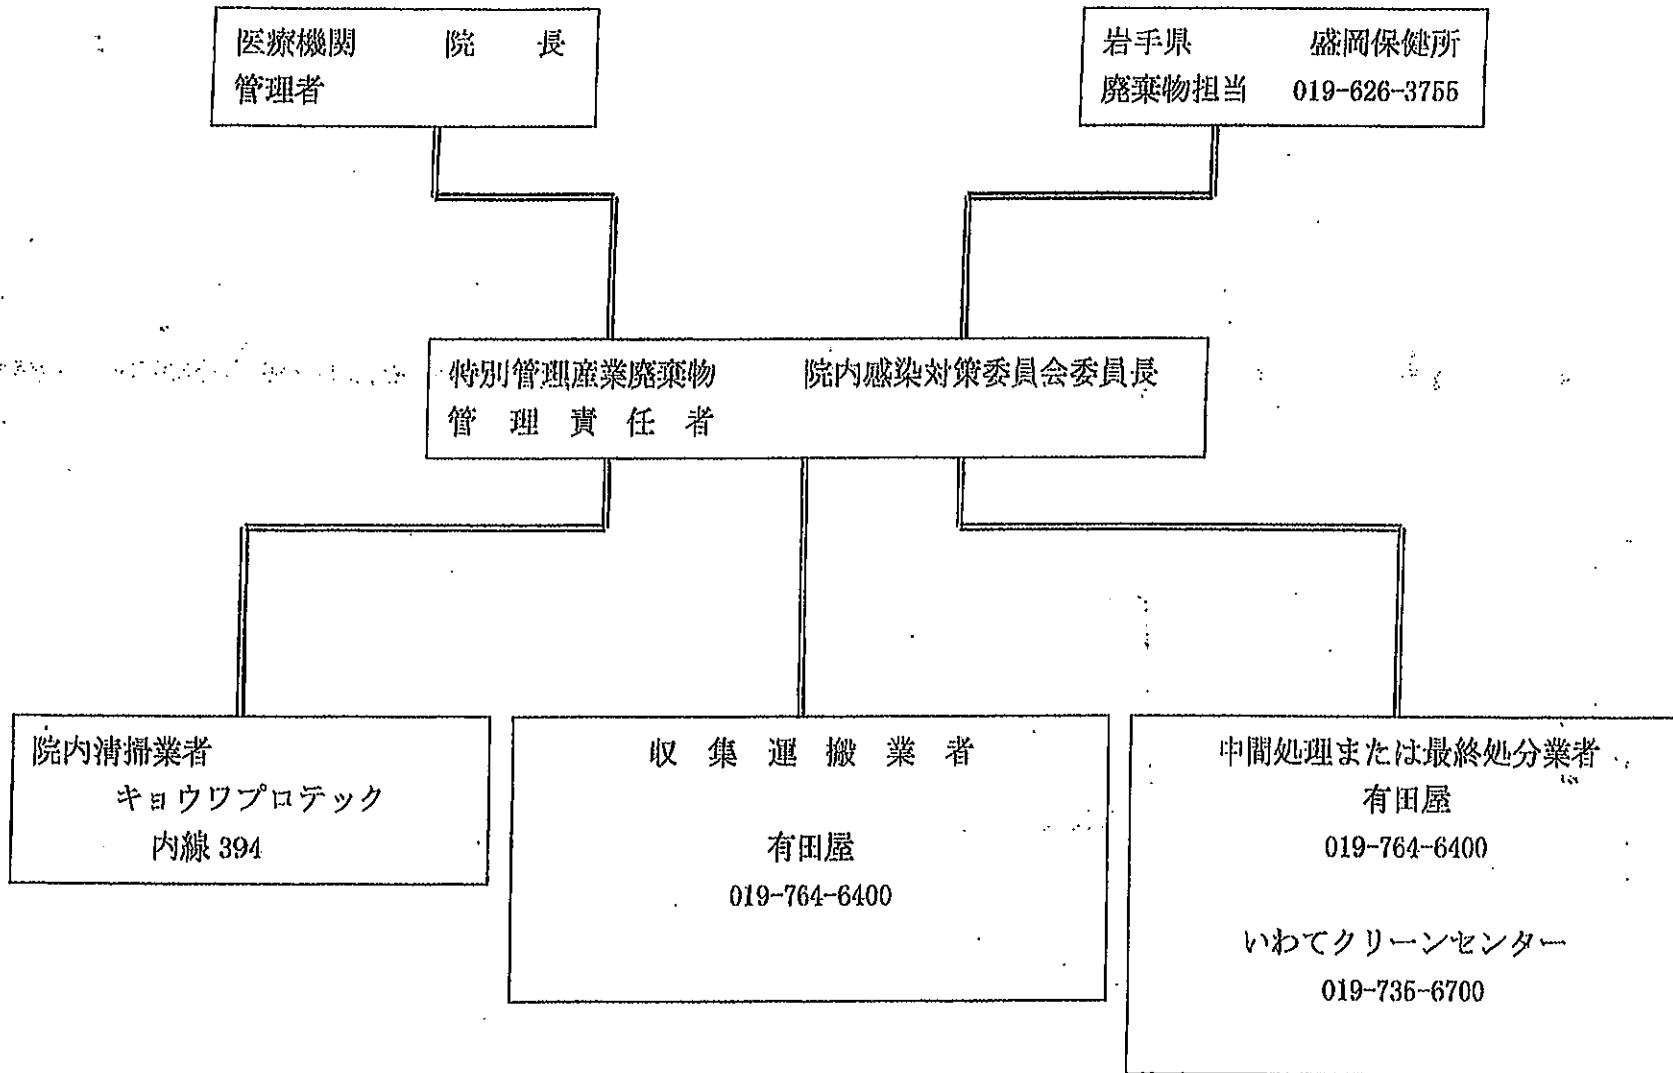 医療機関　　院　　長
管理者
岩手県　　　盛岡保健所
廃棄物担当　019-626-3755
特別管理産業廃棄物　　院内感染対策委員会委員長
管　理　責　任　者
院内清掃業者
キョウワプロテック
内線 394
収　集　運　搬　業　者
有田屋
019-764-6400
中間処理または最終処分業者
有田屋
019-764-6400
いわてクリーンセンター
019-735-6700